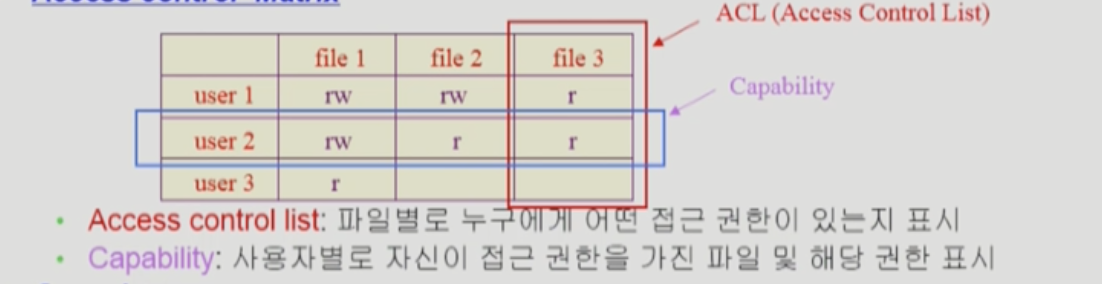 Access control Matrix
ACL (Access Control List)
file 1 file 2 file 3
user 1 rw rw r
Capability
user 2 rw r r
user 3 r
• Access control list: 파일별로 누구에게 어떤 접근 권한이 있는지 표시
• Capability: 사용자별로 자신이 접근 권한을 가진 파일 및 해당 권한 표시